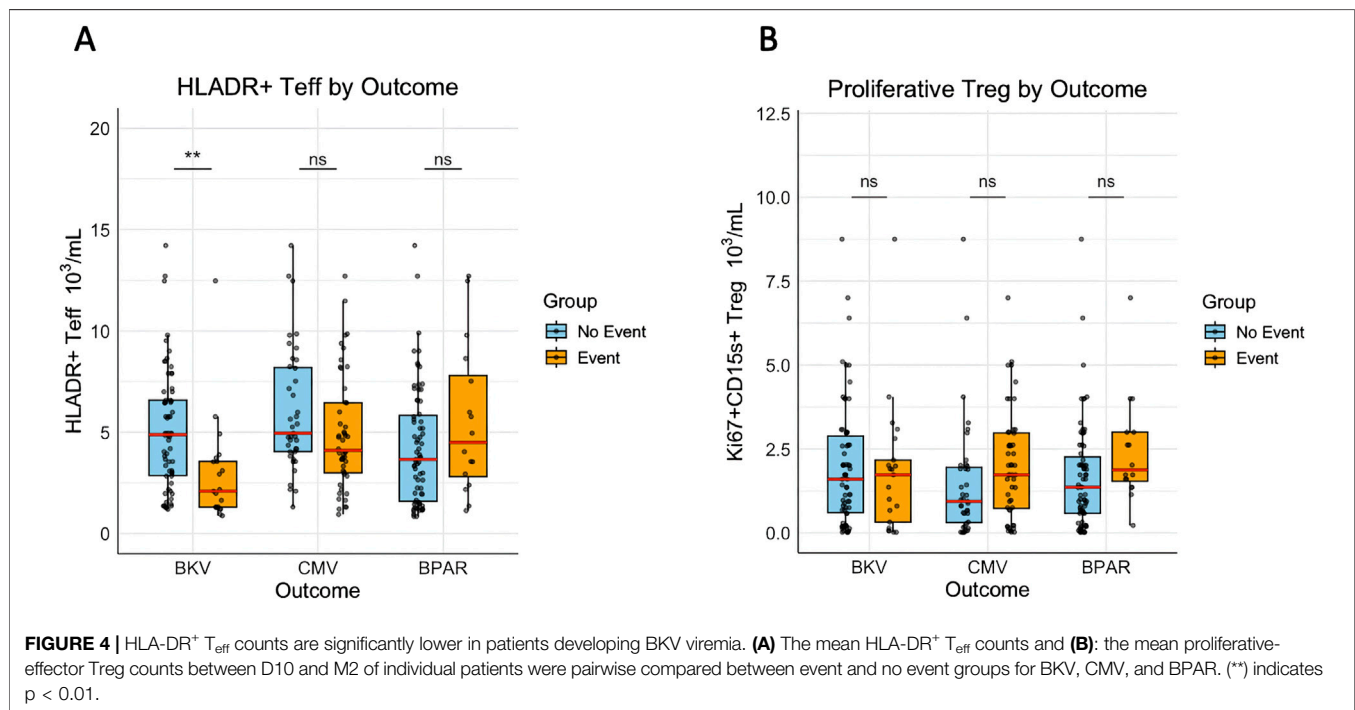 A
HLADR+ Teff by Outcome
HLADR+ Teff 10³/mL
20
15
10
5
0
**
ns
ns
BKV
CMV
BPAR
Outcome
Group
No Event
Event
B
Proliferative Treg by Outcome
Ki67+CD15s+ Treg 10³/mL
12.5
10.0
7.5
5.0
2.5
0.0
ns
ns
ns
BKV
CMV
BPAR
Outcome
Group
No Event
Event
FIGURE 4 | HLA-DR⁺ Teff counts are significantly lower in patients developing BKV viremia. (A) The mean HLA-DR⁺ Teff counts and (B): the mean proliferative-
effector Treg counts between D10 and M2 of individual patients were pairwise compared between event and no event groups for BKV, CMV, and BPAR. (**) indicates
p < 0.01.